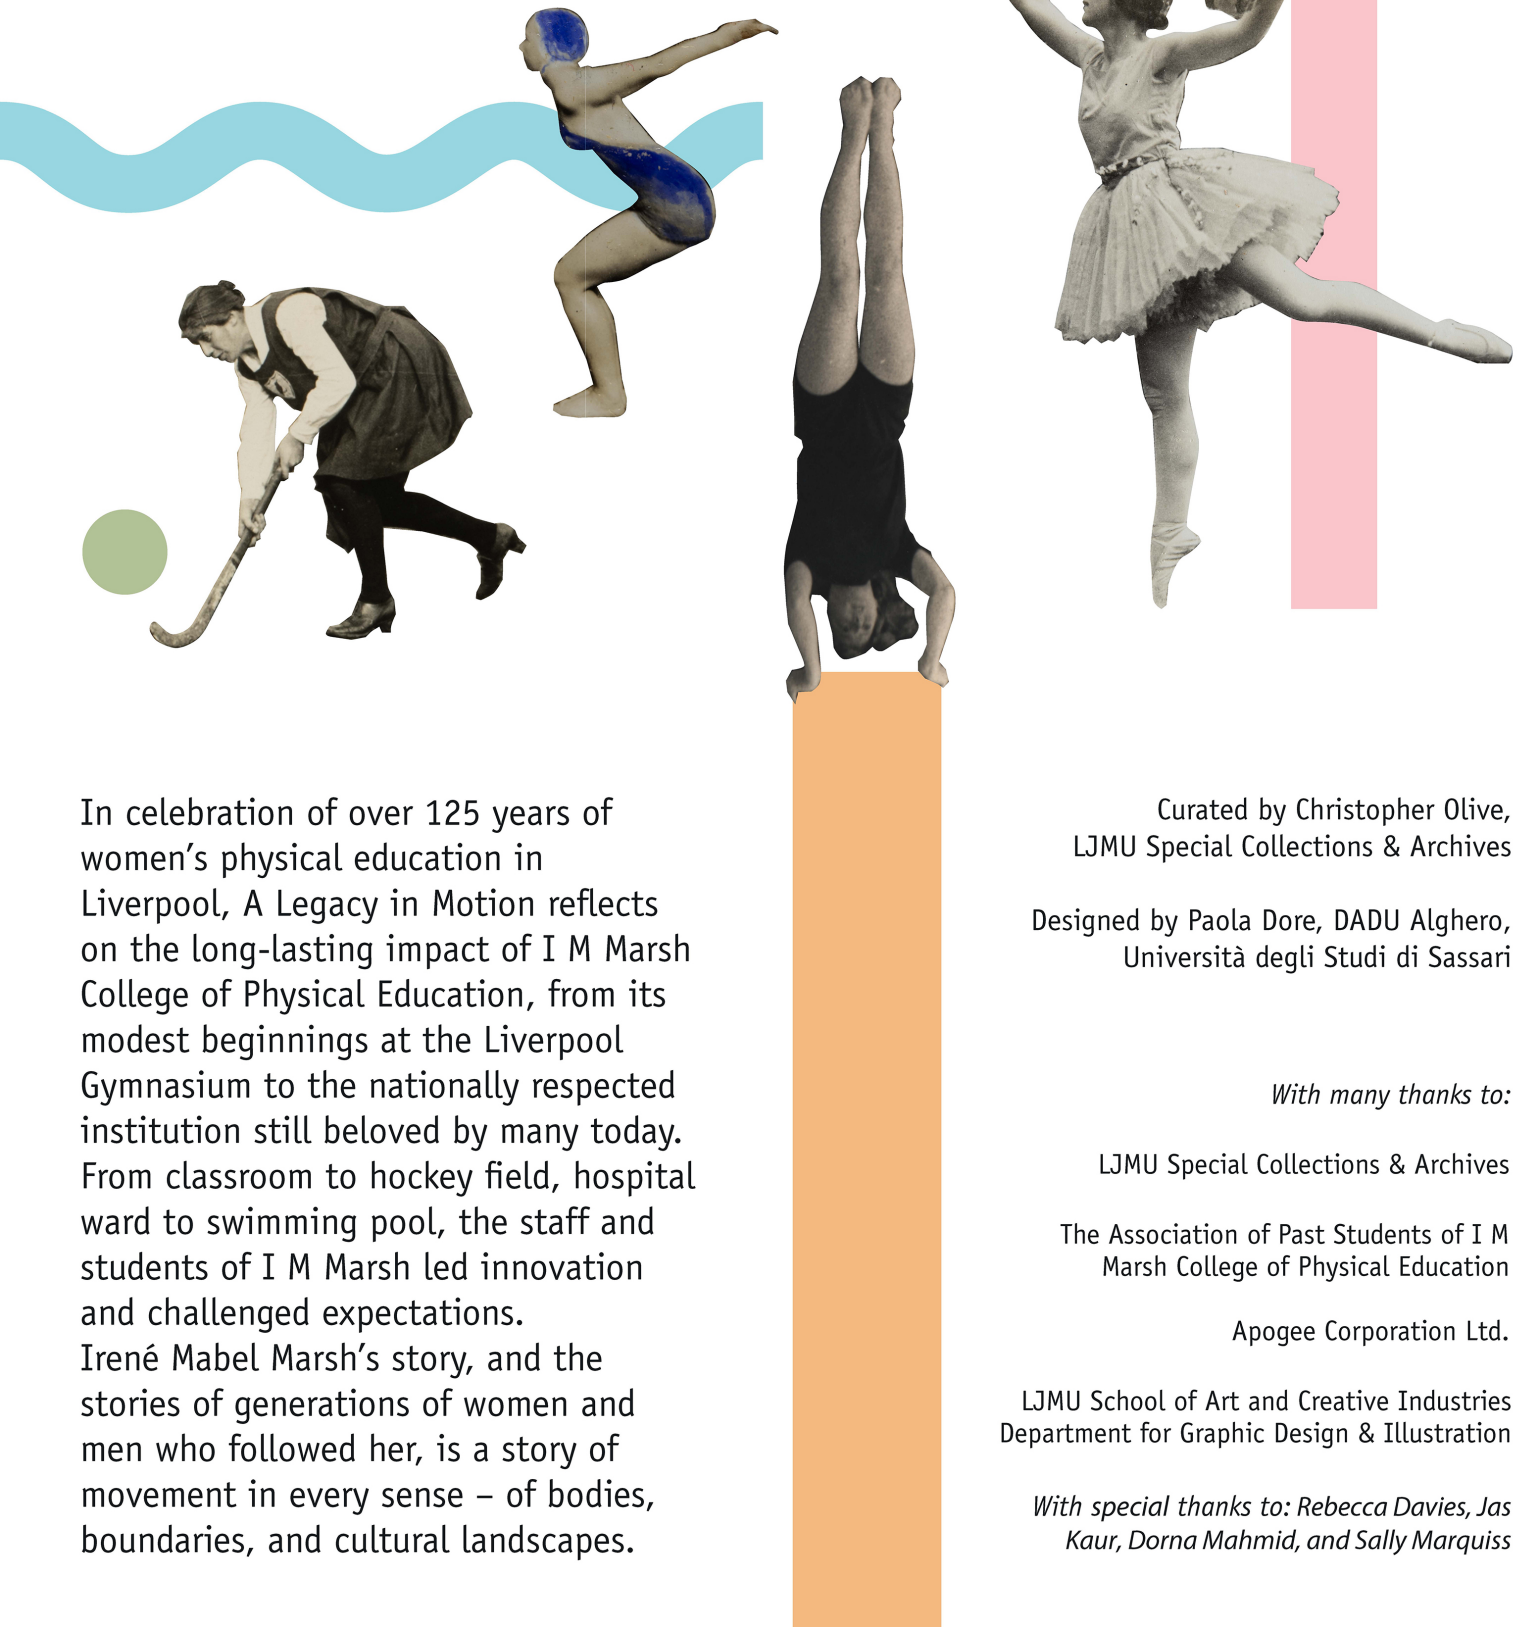 In celebration of over 125 years of
women’s physical education in
Liverpool, A Legacy in Motion reflects
on the long-lasting impact of I M Marsh
College of Physical Education, from its
modest beginnings at the Liverpool
Gymnasium to the nationally respected
institution still beloved by many today.
From classroom to hockey field, hospital
ward to swimming pool, the staff and
students of I M Marsh led innovation
and challenged expectations.
Irené Mabel Marsh’s story, and the
stories of generations of women and
men who followed her, is a story of
movement in every sense – of bodies,
boundaries, and cultural landscapes.
Curated by Christopher Olive,
LJMU Special Collections & Archives
Designed by Paola Dore, DADU Alghero,
Università degli Studi di Sassari
With many thanks to:
LJMU Special Collections & Archives
The Association of Past Students of I M
Marsh College of Physical Education
Apogee Corporation Ltd.
LJMU School of Art and Creative Industries
Department for Graphic Design & Illustration
With special thanks to: Rebecca Davies, Jas
Kaur, Dorna Mahmid, and Sally Marquiss